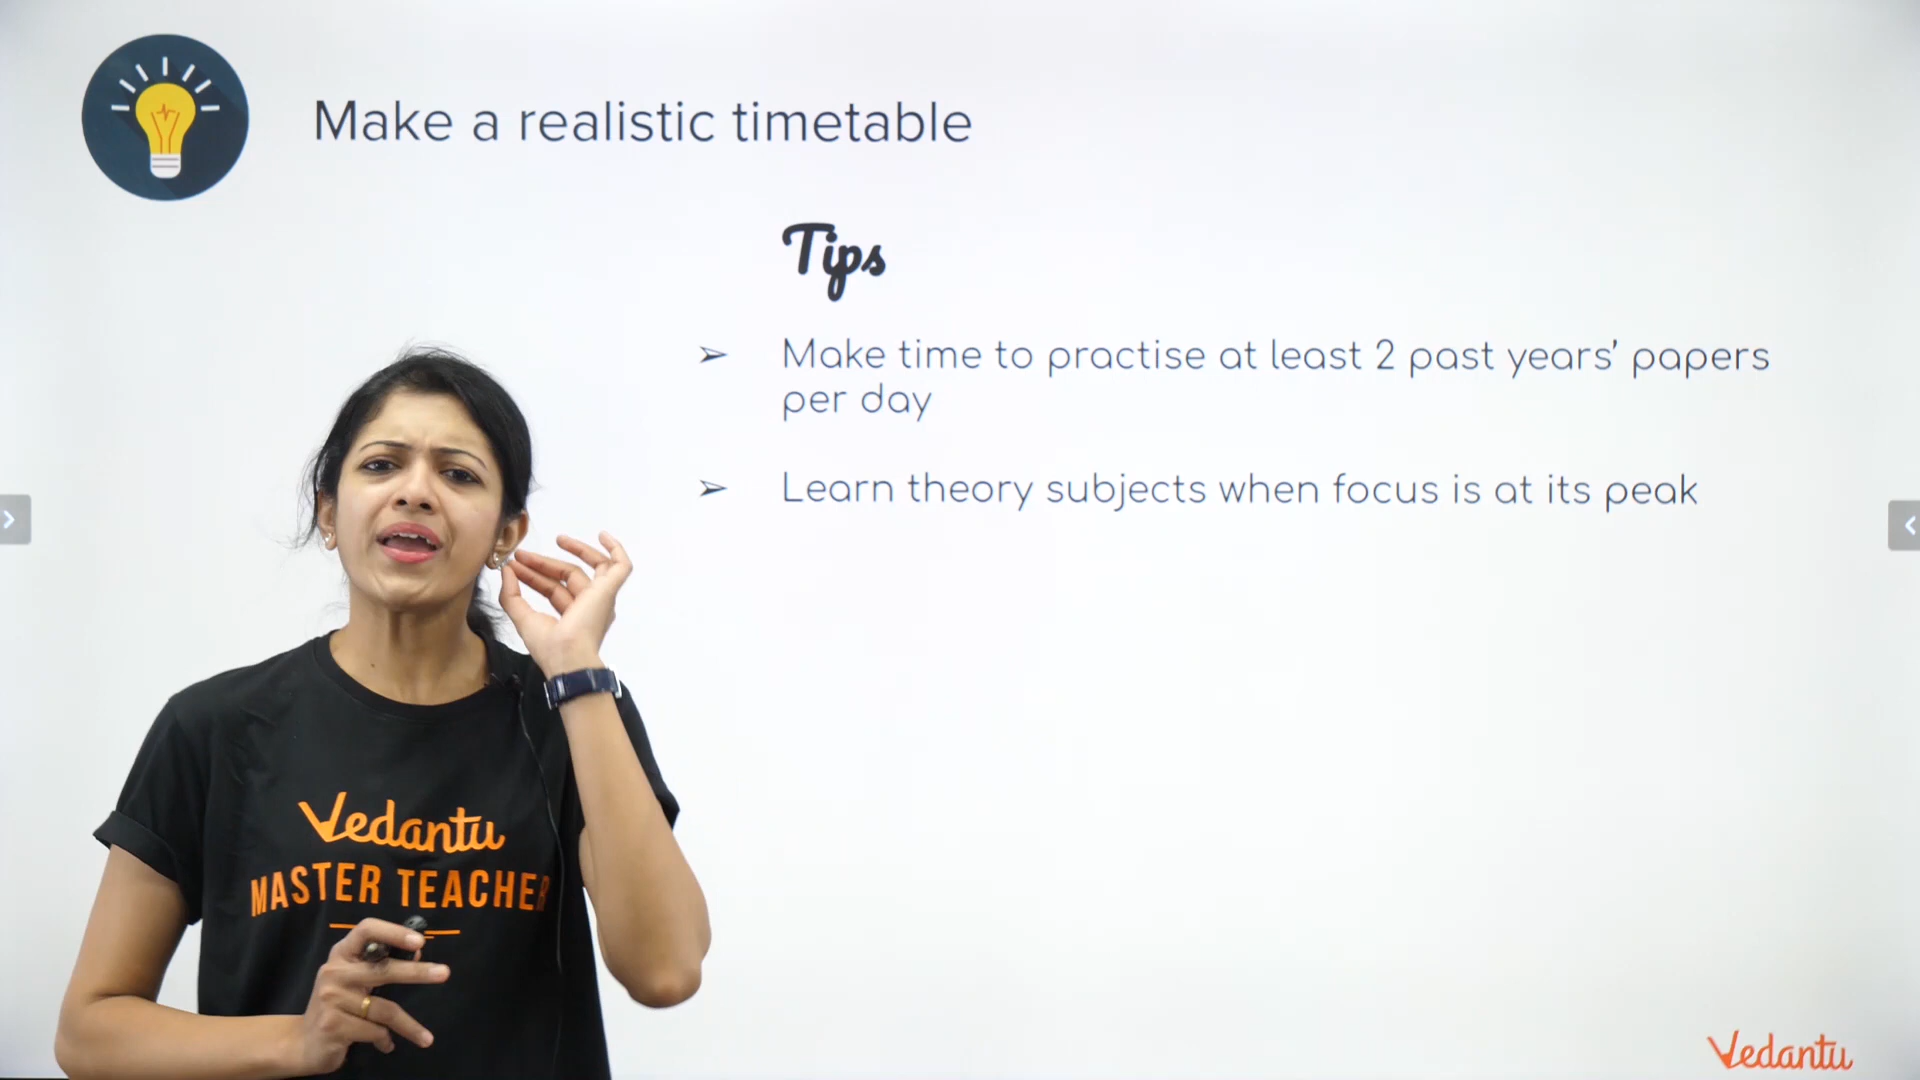 Make a realistic timetable
Tips
➢ Make time to practise at least 2 past years’ papers
per day
➢ Learn theory subjects when focus is at its peak
Vedantu
MASTER TEACHER
Vedantu